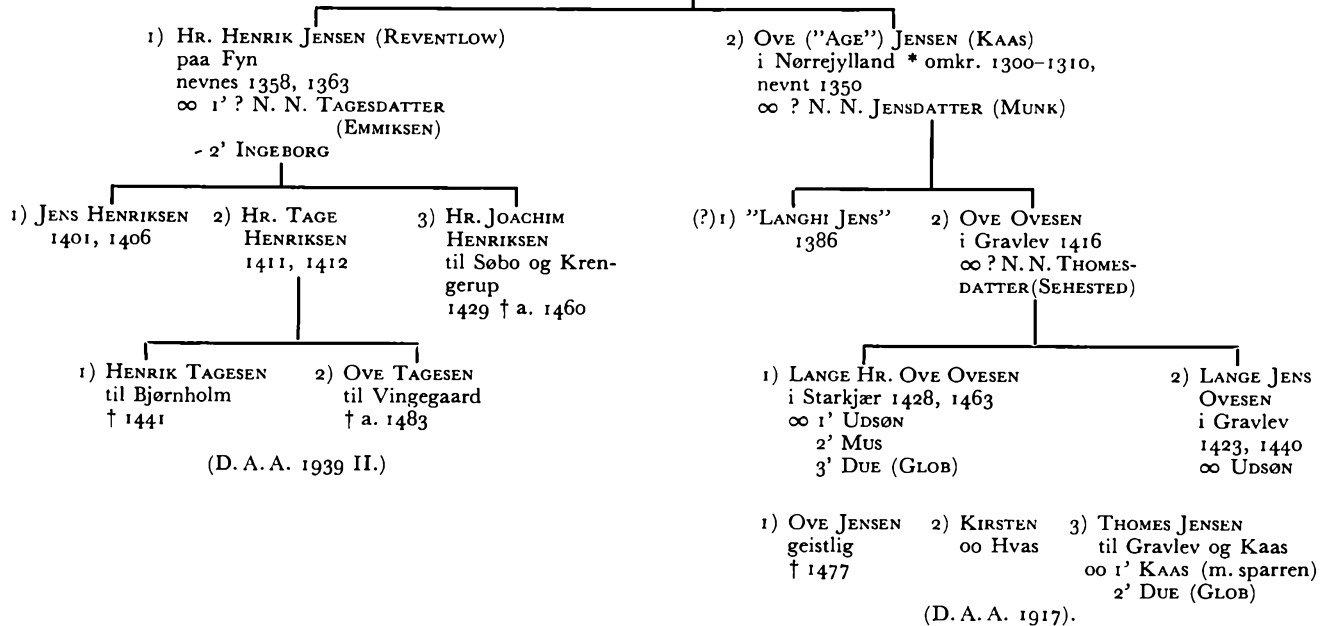 1) Hr. Henrik Jensen (Reventlow)
paa Fyn
nevnes 1358, 1363
∞ 1' ? N. N. Tagesdatter
(Emmiksen)
- 2' Ingeborg
2) Ove ("Age") Jensen (Kaas)
i Nørrejylland * omkr. 1300–1310,
nevnt 1350
∞ ? N. N. Jensdatter (Munk)
1) Jens Henriksen
1401, 1406
2) Hr. Tage
Henriksen
1411, 1412
3) Hr. Joachim
Henriksen
til Søbo og Kren-
gerup
1429 † a. 1460
(?) 1) "Langhi Jens"
1386
2) Ove Ovesen
i Gravlev 1416
∞ ? N. N. Thomes-
datter (Sehested)
1) Henrik Tagesen
til Bjørnholm
† 1441
2) Ove Tagesen
til Vingegaard
† a. 1483
(D. A. A. 1939 II.)
1) Lange Hr. Ove Ovesen
i Starkjær 1428, 1463
∞ 1' Udsøn
2' Mus
3' Due (Glob)
2) Lange Jens
Ovesen
i Gravlev
1423, 1440
∞ Udsøn
1) Ove Jensen
geistlig
† 1477
2) Kirsten
oo Hvas
3) Thomes Jensen
til Gravlev og Kaas
oo 1' Kaas (m. sparren)
2' Due (Glob)
(D. A. A. 1917).